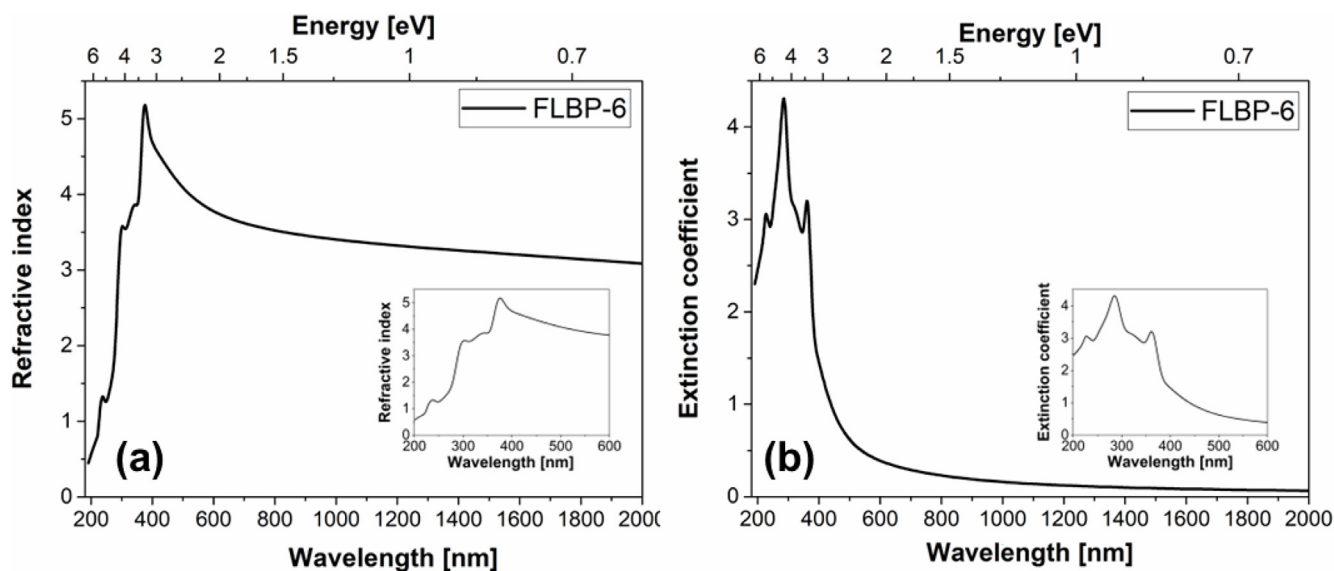 Energy [eV]
6 4 3 2 1.5 1 0.7
FLBP-6
Refractive index
5
4
3
2
1
0
Refractive index
5
4
3
2
1
0
200 300 400 500 600
Wavelength [nm]
(a)
200 400 600 800 1000 1200 1400 1600 1800 2000
Wavelength [nm]
Energy [eV]
6 4 3 2 1.5 1 0.7
FLBP-6
Extinction coefficient
4
3
2
1
0
Extinction coefficient
4
3
2
1
0
200 300 400 500 600
Wavelength [nm]
(b)
200 400 600 800 1000 1200 1400 1600 1800 2000
Wavelength [nm]